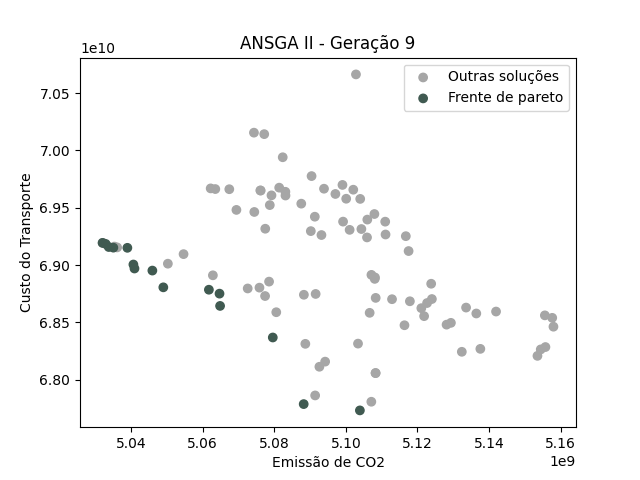 ANSGA II - Geração 9
1e10
Outras soluções
Frente de pareto
7.05
7.00
6.95
6.90
6.85
6.80
Custo do Transporte
5.04 5.06 5.08 5.10 5.12 5.14 5.16
Emissão de CO2
1e9